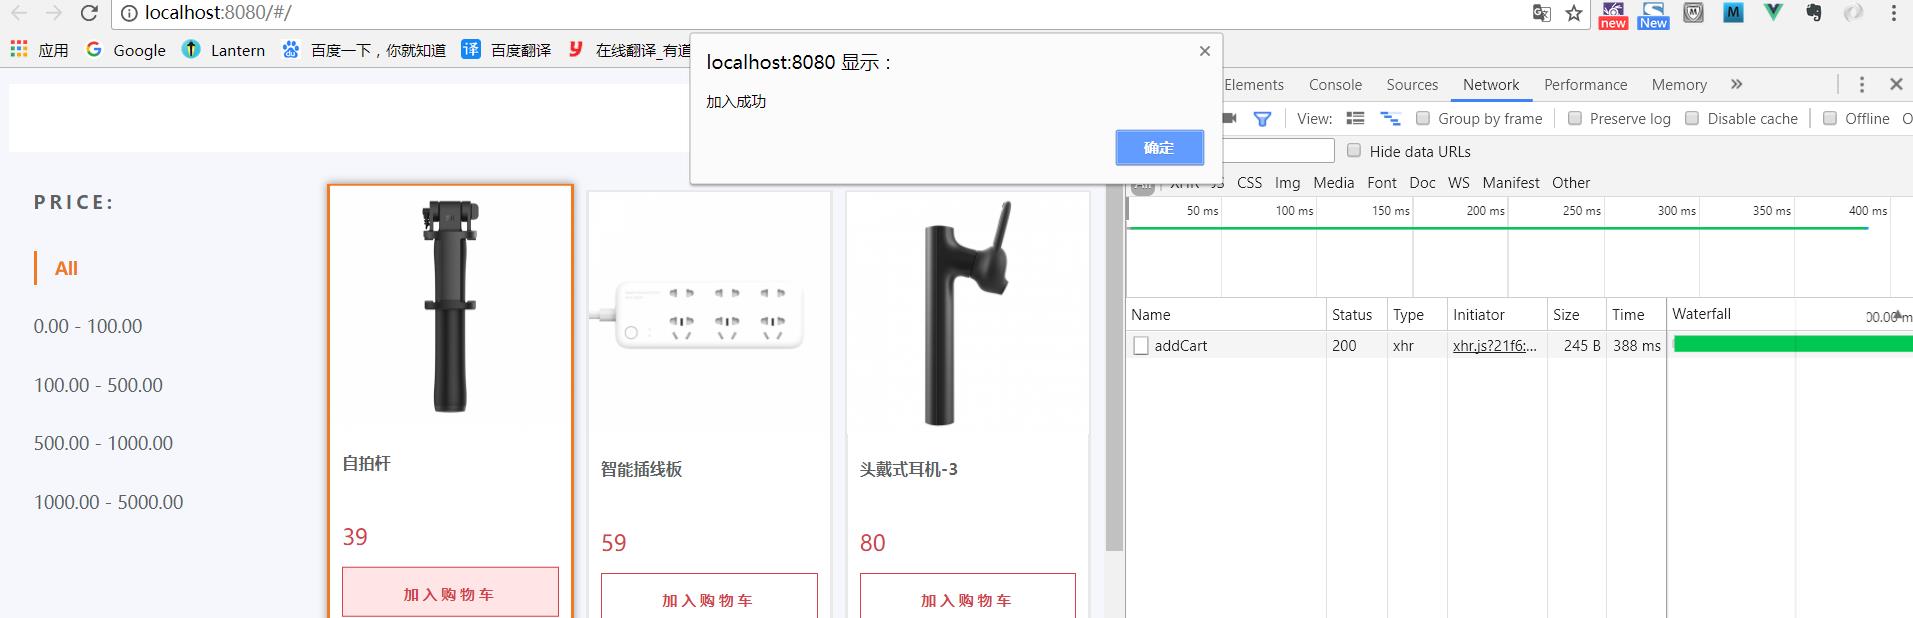 localhost:8080/#/
new
New
M
应用
Google
Lantern
百度一下，你就知道
译 百度翻译
在线翻译_有道
localhost:8080 显示：
加入成功
确定
Elements
Console
Sources
Network
Performance
Memory
View:
Group by frame
Preserve log
Disable cache
Offline
Hide data URLs
All XHR JS CSS Img Media Font Doc WS Manifest Other
50 ms
100 ms
150 ms
200 ms
250 ms
300 ms
350 ms
400 ms
Name
Status
Type
Initiator
Size
Time
Waterfall
addCart
200
xhr
xhr.js?21f6:...
245 B
388 ms
PRICE:
All
0.00 - 100.00
100.00 - 500.00
500.00 - 1000.00
1000.00 - 5000.00
自拍杆
39
加入购物车
智能插线板
59
加入购物车
头戴式耳机-3
80
加入购物车